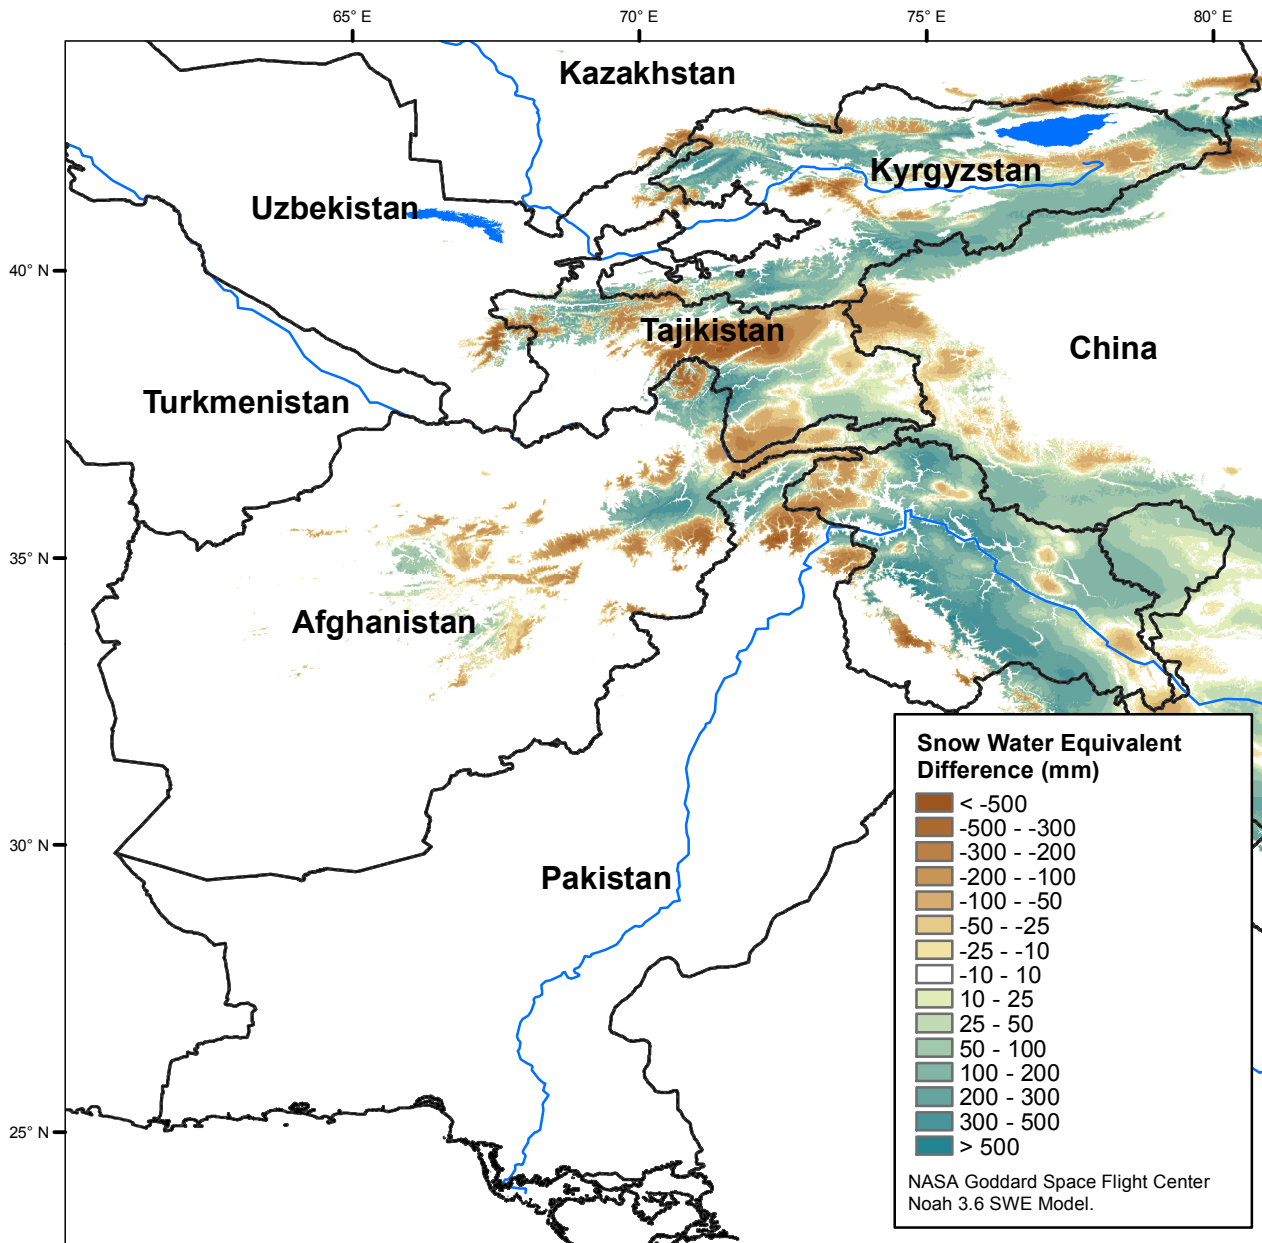 65° E
70° E
75° E
80° E
Kazakhstan
Kyrgyzstan
Uzbekistan
40° N
Tajikistan
China
Turkmenistan
35° N
Afghanistan
Snow Water Equivalent
Difference (mm)
< -500
-500 - -300
-300 - -200
-200 - -100
-100 - -50
-50 - -25
-25 - -10
-10 - 10
10 - 25
25 - 50
50 - 100
100 - 200
200 - 300
300 - 500
> 500
NASA Goddard Space Flight Center
Noah 3.6 SWE Model.
30° N
Pakistan
25° N